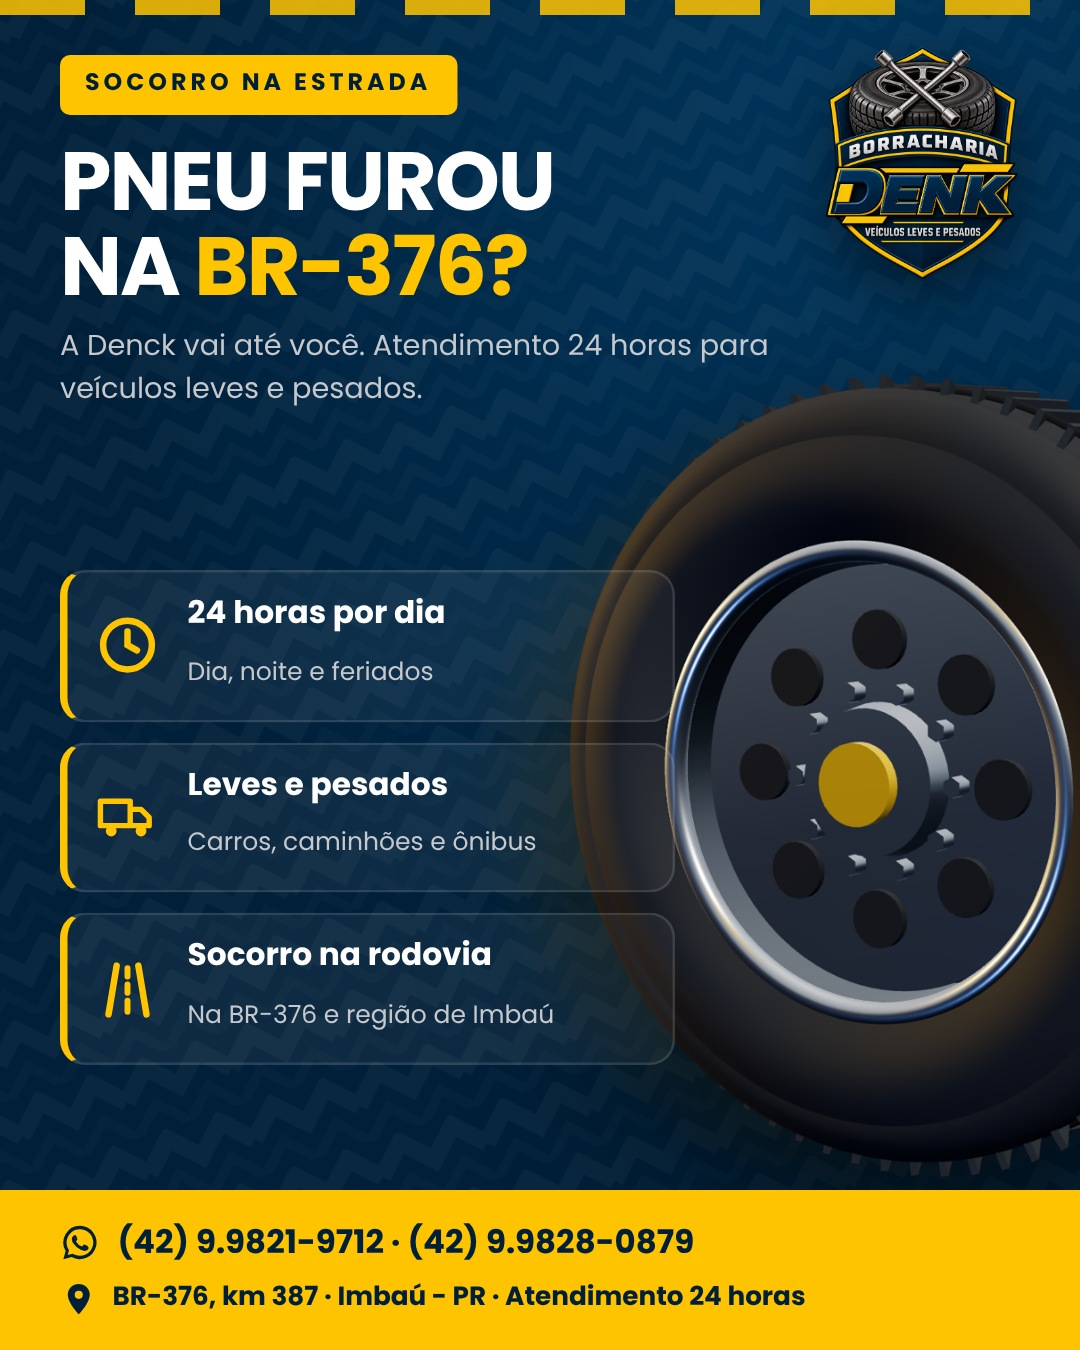 SOCORRO NA ESTRADA
BORRACHARIA
DENK
VEÍCULOS LEVES E PESADOS
PNEU FUROU
NA BR-376?
A Denck vai até você. Atendimento 24 horas para
veículos leves e pesados.
24 horas por dia
Dia, noite e feriados
Leves e pesados
Carros, caminhões e ônibus
Socorro na rodovia
Na BR-376 e região de Imbaú
(42) 9.9821-9712 · (42) 9.9828-0879
BR-376, km 387 · Imbaú - PR · Atendimento 24 horas